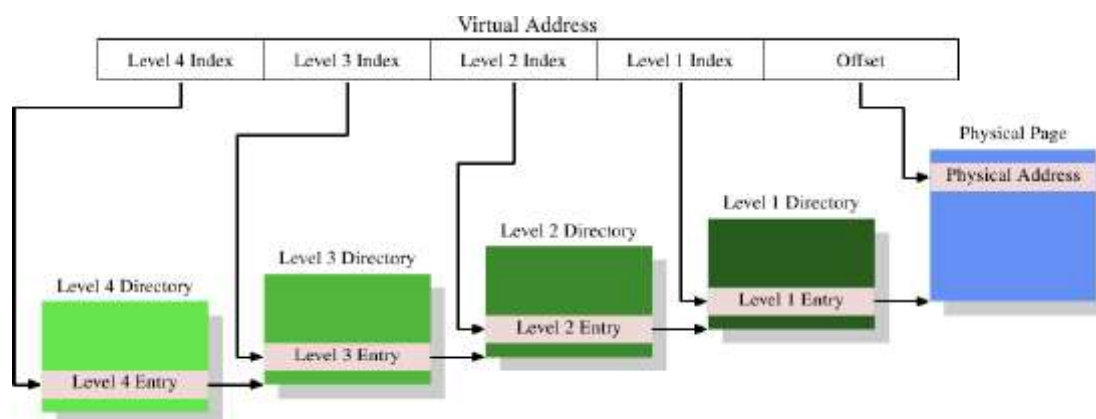 Virtual Address
Level 4 Index Level 3 Index Level 2 Index Level 1 Index Offset
Physical Page
Physical Address
Level 1 Directory
Level 2 Directory
Level 3 Directory
Level 4 Directory
Level 1 Entry
Level 2 Entry
Level 3 Entry
Level 4 Entry